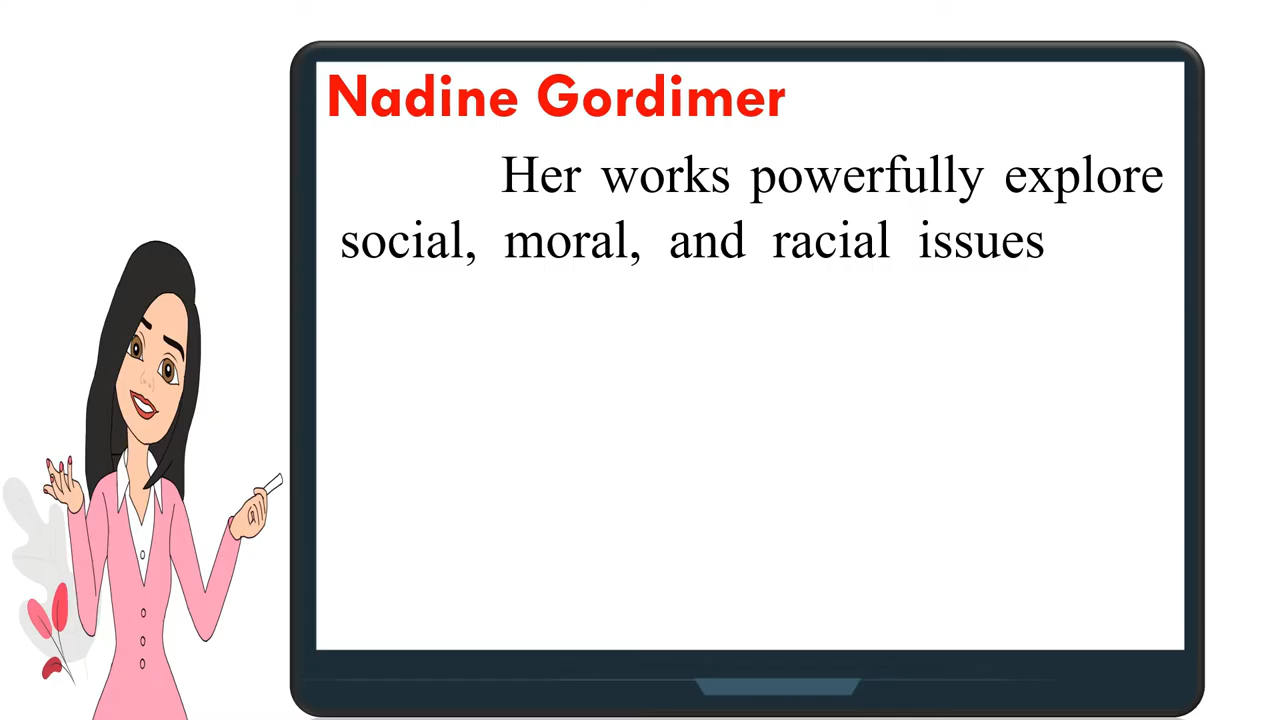 Nadine Gordimer
Her works powerfully explore
social, moral, and racial issues